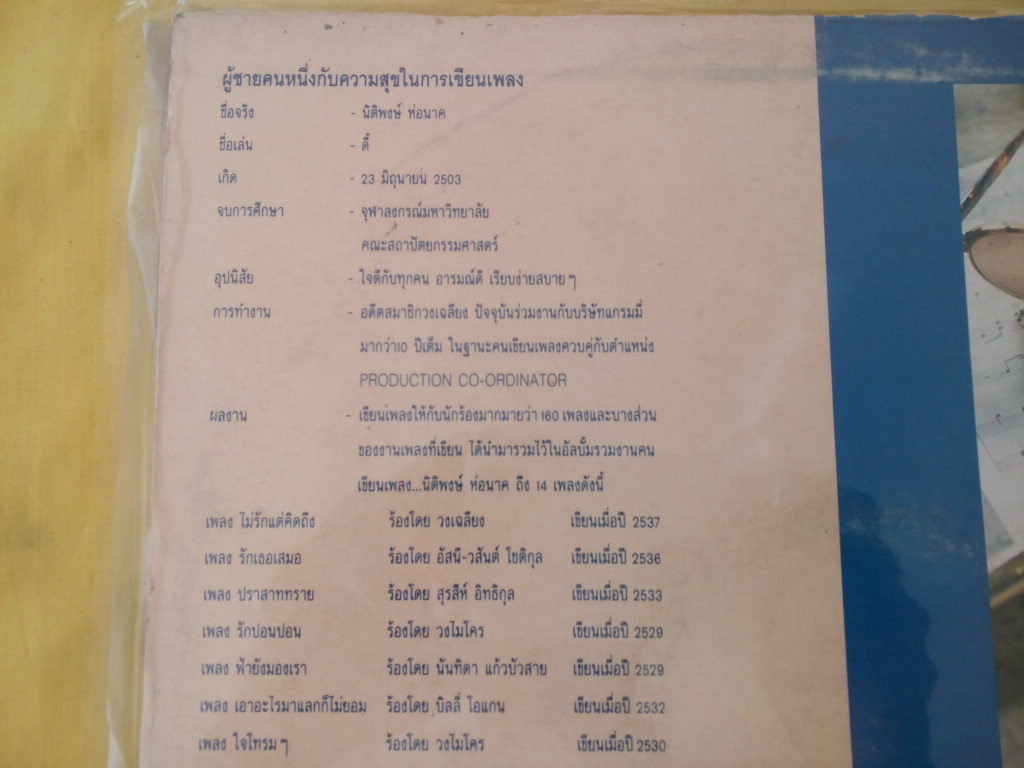 ผู้ชายคนหนึ่งกับความสุขในการเขียนเพลง
ชื่อจริง - นิติพงษ์ ห่อนาค
ชื่อเล่น - ดี้
เกิด - 23 มิถุนายน 2503
จบการศึกษา - จุฬาลงกรณ์มหาวิทยาลัย
คณะสถาปัตยกรรมศาสตร์
อุปนิสัย - ใจดีกับทุกคน อารมณ์ดี เรียบง่ายสบายๆ
การทำงาน - อดีตสมาชิกวงเฉลียง ปัจจุบันร่วมงานกับบริษัทแกรมมี่
มากว่า10 ปีเต็ม ในฐานะคนเขียนเพลงควบคู่กับตำแหน่ง
PRODUCTION CO-ORDINATOR
ผลงาน - เขียนเพลงให้กับนักร้องมากมายว่า 160 เพลงและบางส่วน
ของงานเพลงที่เขียน ได้นำมารวมไว้ในอัลบั้มรวมงานคน
เขียนเพลง...นิติพงษ์ ห่อนาค ถึง 14 เพลงดังนี้
เพลง ไม่รักแต่คิดถึง ร้องโดย วงเฉลียง เขียนเมื่อปี 2537
เพลง รักเธอเสมอ ร้องโดย อัสนี-วสันต์ โชติกุล เขียนเมื่อปี 2536
เพลง ปราสาททราย ร้องโดย สุรสีห์ อิทธิกุล เขียนเมื่อปี 2533
เพลง รักปอนปอน ร้องโดย วงไมโคร เขียนเมื่อปี 2529
เพลง ฟ้ายังมองเรา ร้องโดย นันทิดา แก้วบัวสาย เขียนเมื่อปี 2529
เพลง เอาอะไรมาแลกก็ไม่ยอม ร้องโดย บิลลี่ โอแกน เขียนเมื่อปี 2532
เพลง ใจโทรมๆ ร้องโดย วงไมโคร เขียนเมื่อปี 2530